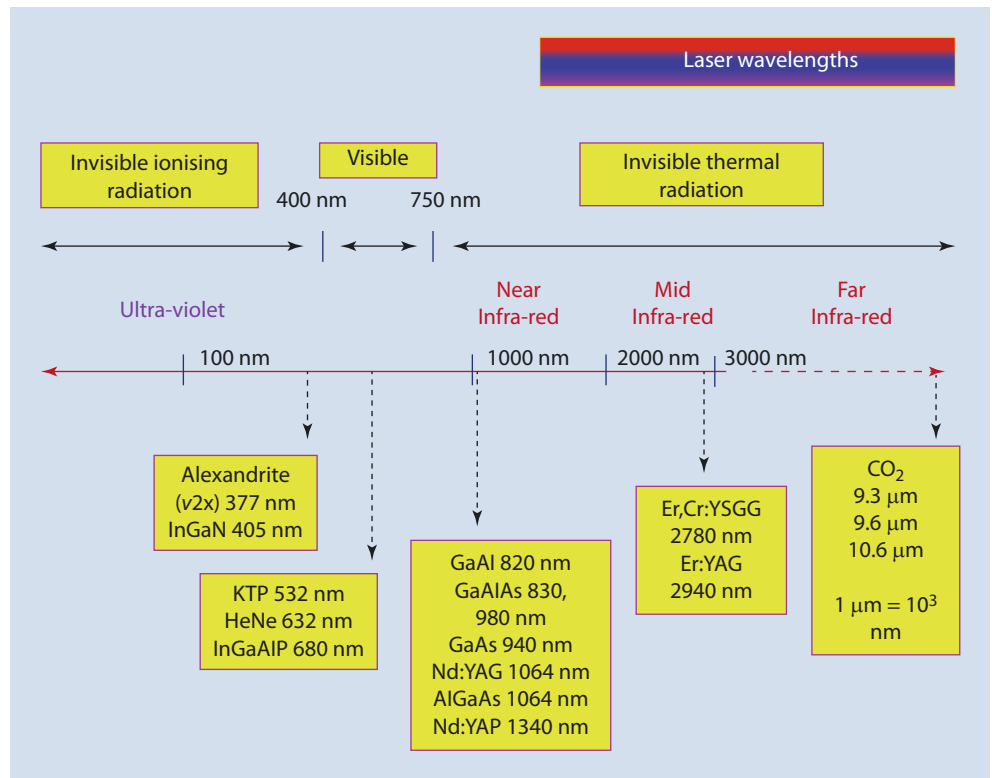 Laser wavelengths
Invisible ionising
radiation
Visible
Invisible thermal
radiation
400 nm
750 nm
Ultra-violet
Near
Infra-red
Mid
Infra-red
Far
Infra-red
100 nm
1000 nm
2000 nm
3000 nm
Alexandrite
(v2x) 377 nm
InGaN 405 nm
KTP 532 nm
HeNe 632 nm
InGaAlP 680 nm
GaAl 820 nm
GaAlAs 830,
980 nm
GaAs 940 nm
Nd:YAG 1064 nm
AlGaAs 1064 nm
Nd:YAP 1340 nm
Er,Cr:YSGG
2780 nm
Er:YAG
2940 nm
CO₂
9.3 μm
9.6 μm
10.6 μm
1 μm = 10³
nm